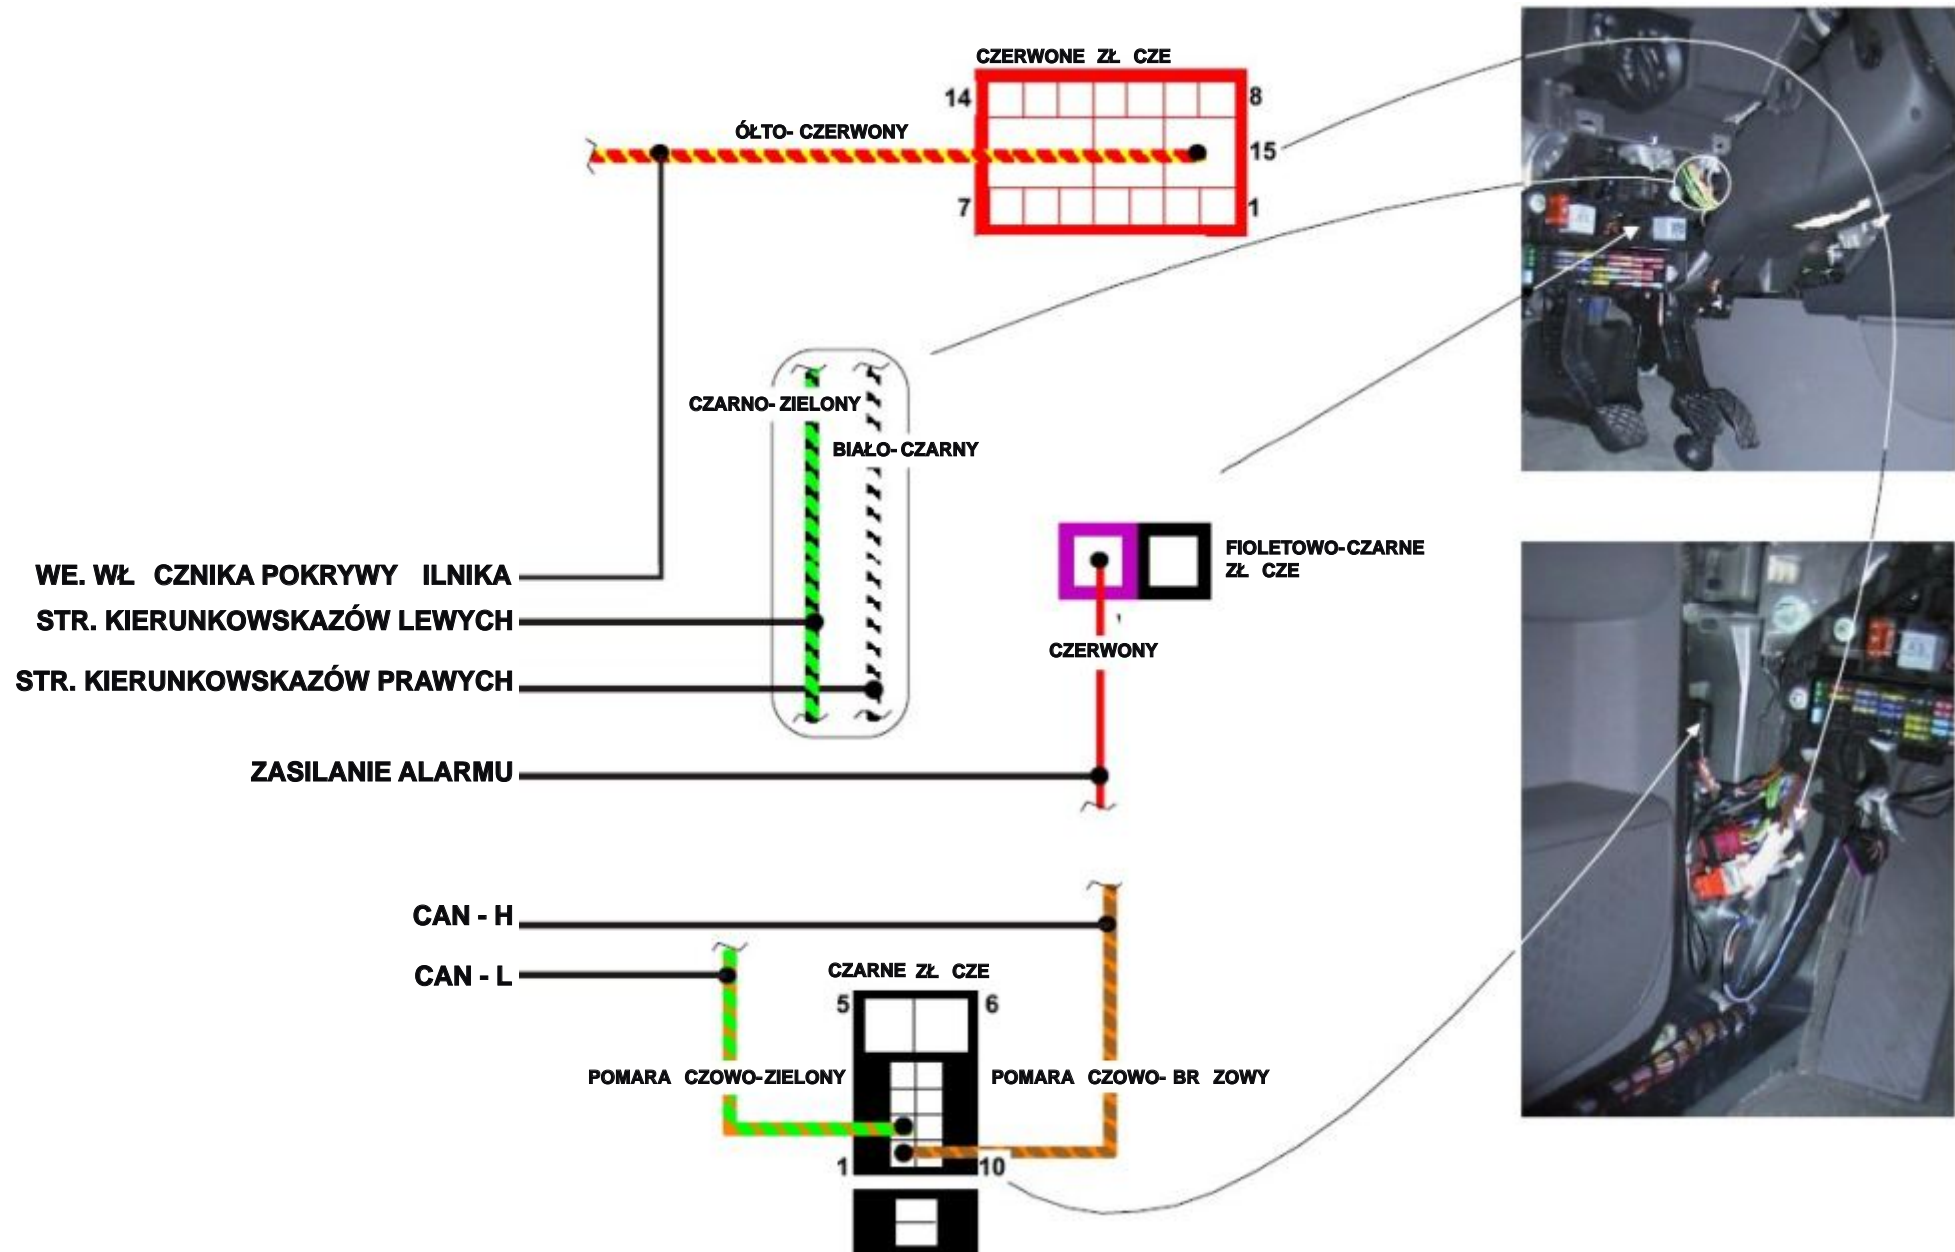 CZERWONE ZŁ CZE
14
8
ÓŁTO- CZERWONY
15
7
1
CZARNO- ZIELONY
BIAŁO- CZARNY
WE. WŁ CZNIKA POKRYWY ILNIKA
STR. KIERUNKOWSKAZÓW LEWYCH
STR. KIERUNKOWSKAZÓW PRAWYCH
FIOLETOWO-CZARNE
ZŁ CZE
CZERWONY
ZASILANIE ALARMU
CAN - H
CAN - L
CZARNE ZŁ CZE
5
6
POMARA CZOWO-ZIELONY
POMARA CZOWO- BR ZOWY
1
10